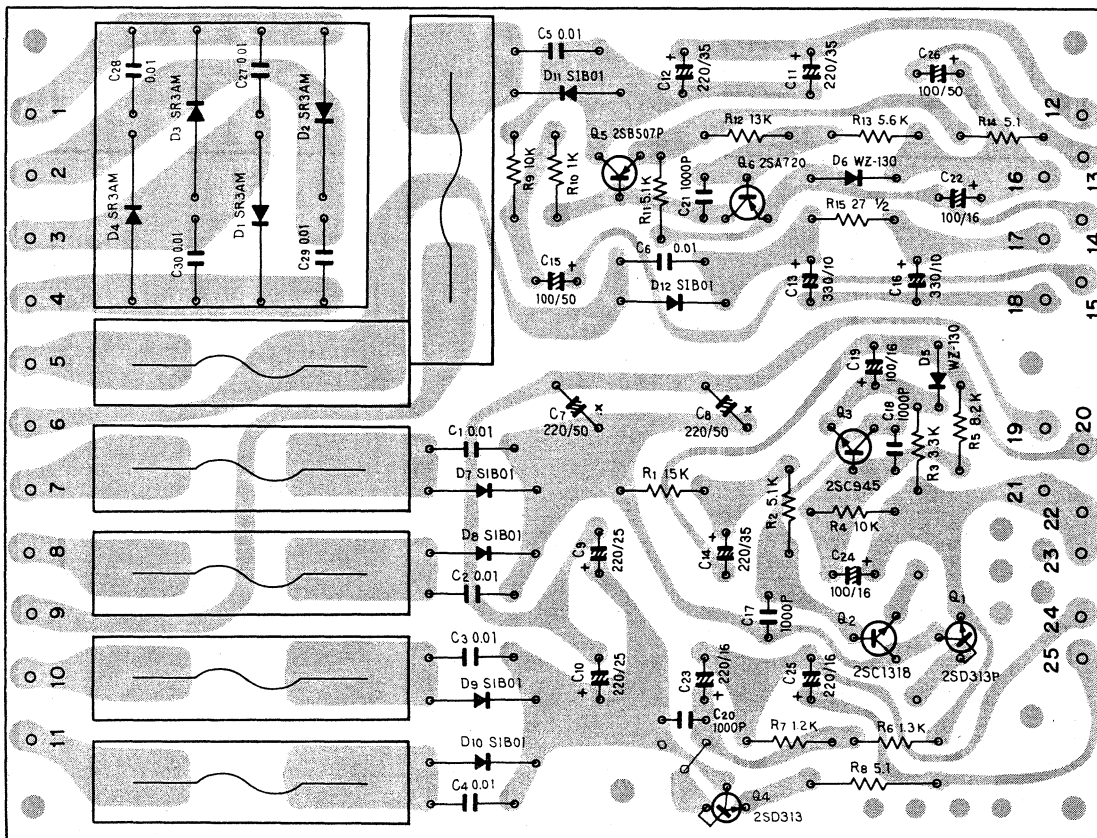 1
2
3
4
5
6
7
8
9
10
11
C28 0.01
D3 SR3AM
C27 0.01
D2 SR3AM
D4 SR3AM
C30 0.01
D1 SR3AM
C29 0.01
C5 0.01
D11 SIB01
C12 220/35
C11 220/35
C26
100/50
R9 10K
R10 1K
Q5 2SB507P
R12 13K
R13 5.6K
R14 5.1
R11 5.1K
C21 1000P
Q6 2SA720
D6 WZ-130
C22
100/16
R15 27 1/2
C15
100/50
C6 0.01
D12 SIB01
C13 330/10
C16 330/10
12
13
16
14
17
15
18
C7
220/50
C8
220/50
C19 100/16
D5 WZ-130
Q3
C18 1000P
2SC945
R3 3.3K
R5 8.2K
19
20
C1 0.01
D7 SIB01
R1 15K
R2 5.1K
R4 10K
21
22
D8 SIB01
C2 0.01
C9 220/25
C14 220/35
C24
100/16
23
C17 1000P
Q2
2SC1318
Q1
2SD313P
24
25
C3 0.01
D9 SIB01
C10 220/25
C23 220/16
C25 220/16
C20
1000P
R7 1.2K
R6 1.3K
D10 SIB01
C4 0.01
R8 5.1
Q4
2SD313